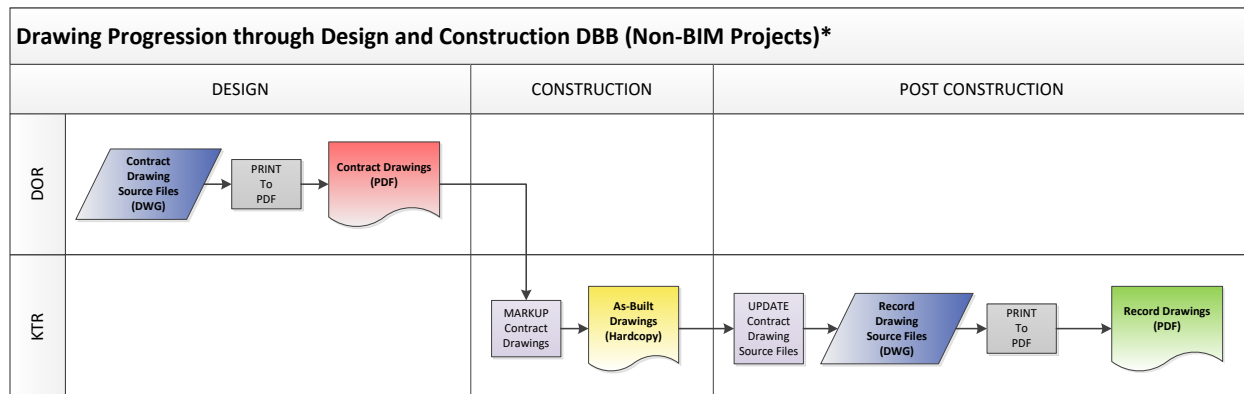 Drawing Progression through Design and Construction DBB (Non-BIM Projects)*
DESIGN
CONSTRUCTION
POST CONSTRUCTION
DOR
Contract
Drawing
Source Files
(DWG)
PRINT
To
PDF
Contract Drawings
(PDF)
KTR
MARKUP
Contract
Drawings
As-Built
Drawings
(Hardcopy)
UPDATE
Contract
Drawing
Source Files
Record
Drawing
Source Files
(DWG)
PRINT
To
PDF
Record Drawings
(PDF)